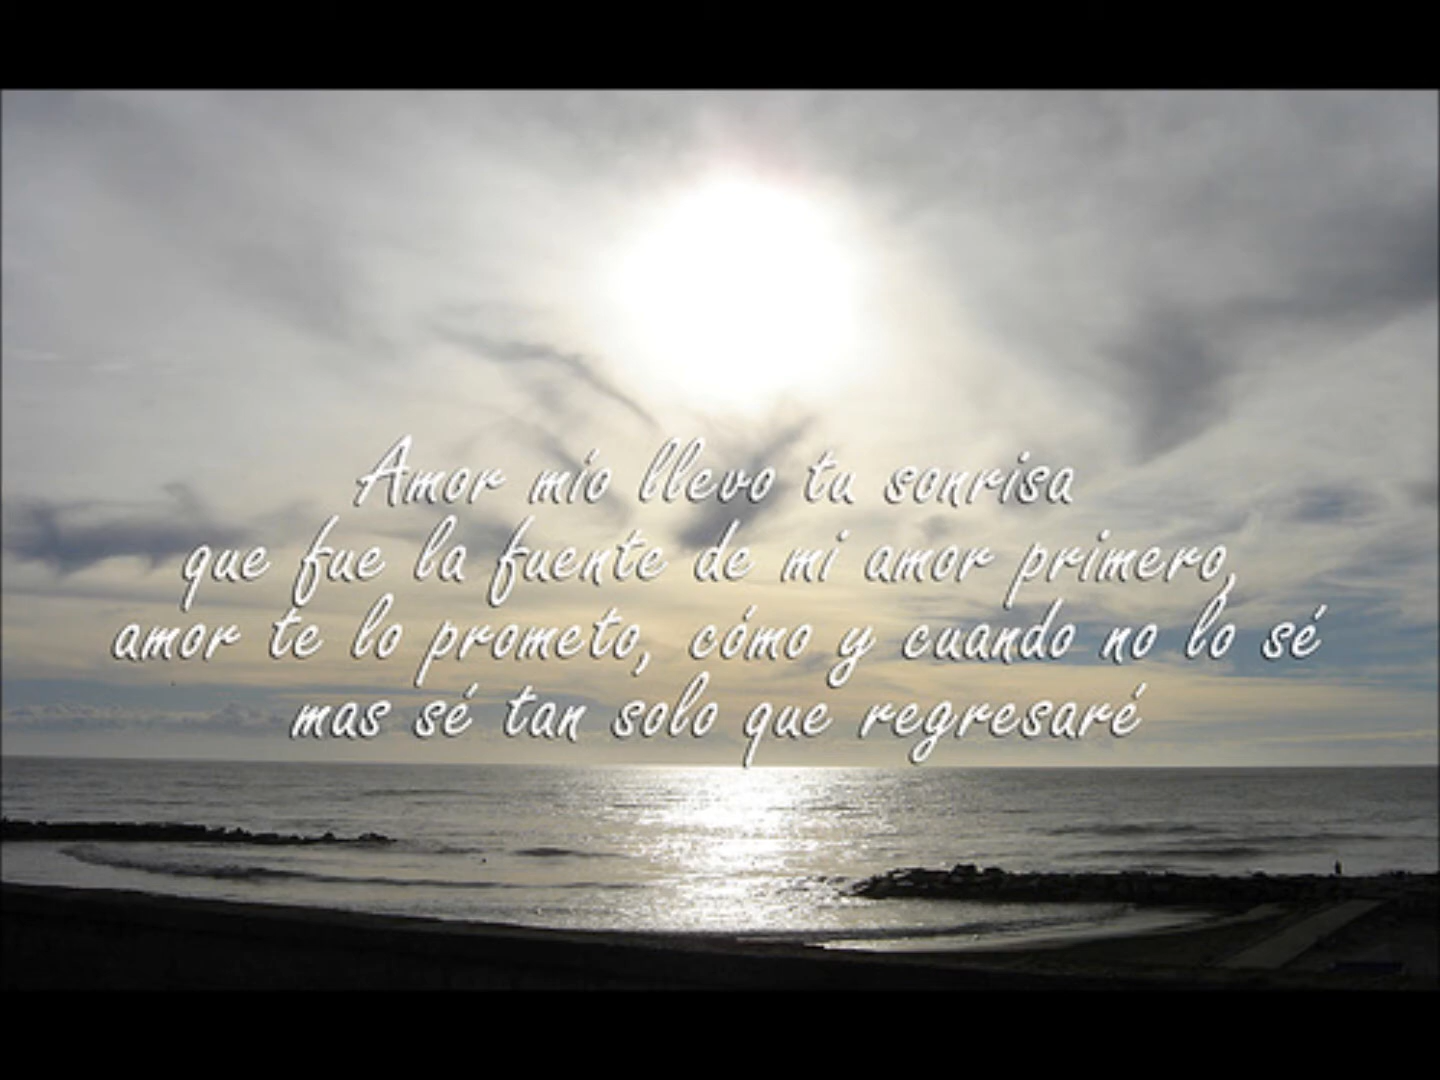 Amor mío llevo tu sonrisa
que fue la fuente de mi amor primero,
amor te lo prometo, cómo y cuando no lo sé
mas sé tan solo que regresaré